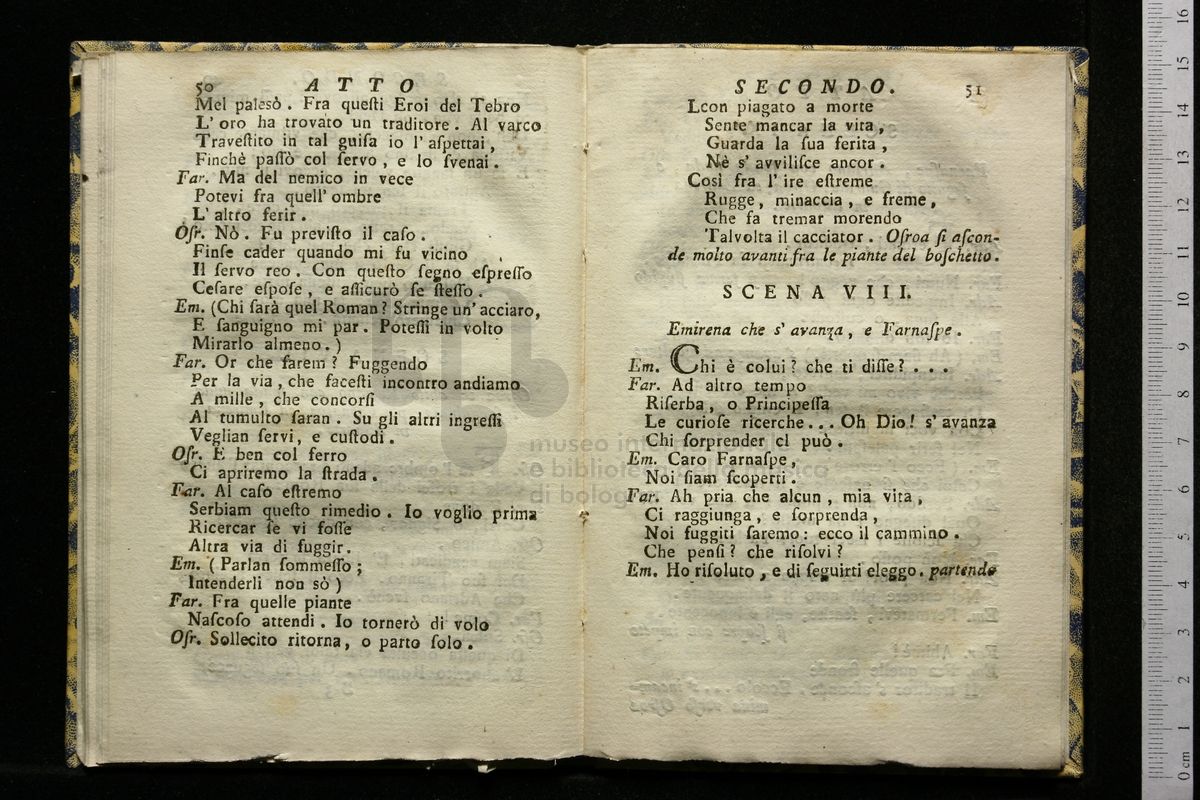 50 ATTO
Mel palesò . Fra queſti Eroi del Tebro
L' oro ha trovato un traditore . Al varco
Traveſtito in tal guiſa io l' aſpettai ,
Finchè paſſò col ſervo , e lo ſvenai .
Far. Ma del nemico in vece
Potevi fra quell' ombre
L' altro ferir .
Oſr. Nò . Fu previſto il caſo .
Finſe cader quando mi fu vicino
Il ſervo reo . Con queſto ſegno eſpreſſo
Ceſare eſpoſe , e aſſicurò ſe ſteſſo .
Em. (Chi ſarà quel Roman ? Stringe un' acciaro,
E ſanguigno mi par . Poteſſi in volto
Mirarlo almeno . )
Far. Or che farem ? Fuggendo
Per la via , che faceſti incontro andiamo
A mille , che concorſi
Al tumulto ſaran . Su gli altri ingreſſi
Veglian ſervi, e cuſtodi .
Oſr. E ben col ferro
Ci apriremo la ſtrada .
Far. Al caſo eſtremo
Serbiam queſto rimedio . Io voglio prima
Ricercar ſe vi foſſe
Altra via di fuggir.
Em. ( Parlan ſommeſſo ;
Intenderli non sò )
Far. Fra quelle piante
Naſcoſo attendi . Io tornerò di volo
Oſr. Sollecito ritorna, o parto ſolo .
SECONDO. 51
Leon piagato a morte
Sente mancar la vita ,
Guarda la ſua ferita ,
Nè s' avviliſce ancor .
Così fra l' ire eſtreme
Rugge, minaccia , e freme ,
Che fa tremar morendo
Talvolta il cacciator . Oſroa ſi aſcon-
de molto avanti fra le piante del boſchetto .
SCENA VIII.
Emirena che s' avanza , e Farnaſpe .
Em. Chi è colui ? che ti diſſe ? . . .
Far. Ad altro tempo
Riſerba , o Principeſſa
Le curioſe ricerche ... Oh Dio! s' avanza
Chi ſorprender ci può .
Em. Caro Farnaſpe ,
Noi ſiam ſcoperti .
Far. Ah pria che alcun , mia vita ,
Ci raggiunga , e ſorprenda ,
Noi fuggiti ſaremo : ecco il cammino .
Che penſi ? che riſolvi ?
Em. Ho riſoluto , e di ſeguirti eleggo . partendo